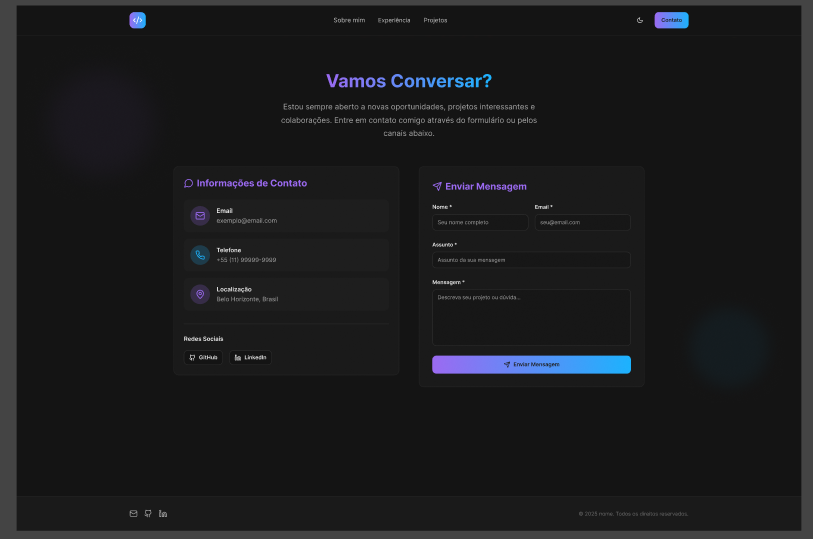 Sobre mim Experiência Projetos Contato
Vamos Conversar?
Estou sempre aberto a novas oportunidades, projetos interessantes e
colaborações. Entre em contato comigo através do formulário ou pelos
canais abaixo.
Informações de Contato
Email
exemplo@email.com
Telefone
+55 (11) 99999-9999
Localização
Belo Horizonte, Brasil
Redes Sociais
GitHub LinkedIn
Enviar Mensagem
Nome * Email *
Seu nome completo seu@email.com
Assunto *
Assunto da sua mensagem
Mensagem *
Descreva seu projeto ou dúvida...
Enviar Mensagem
© 2025 nome. Todos os direitos reservados.